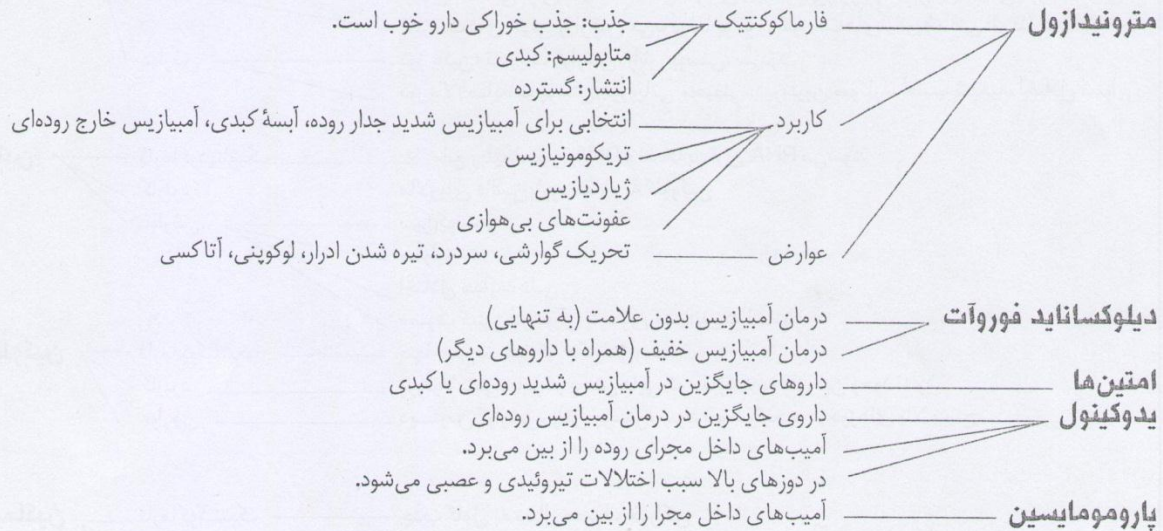 مترونیدازول فارماکوکنتیک جذب: جذب خوراکی دارو خوب است.
متابولیسم: کبدی
انتشار: گسترده
کاربرد انتخابی برای آمبیازیس شدید جدار روده، آبسهٔ کبدی، آمبیازیس خارج روده‌ای
تریکومونیازیس
ژیاردیازیس
عفونت‌های بی‌هوازی
عوارض تحریک گوارشی، سردرد، تیره شدن ادرار، لوکوپنی، آتاکسی
دیلوکساناید فوروآت درمان آمبیازیس بدون علامت (به تنهایی)
درمان آمبیازیس خفیف (همراه با داروهای دیگر)
امتین‌ها داروهای جایگزین در آمبیازیس شدید روده‌ای یا کبدی
یدوکینول داروی جایگزین در درمان آمبیازیس روده‌ای
آمیب‌های داخل مجرای روده را از بین می‌برد.
در دوزهای بالا سبب اختلالات تیروئیدی و عصبی می‌شود.
پارومومایسین آمیب‌های داخل مجرا را از بین می‌برد.